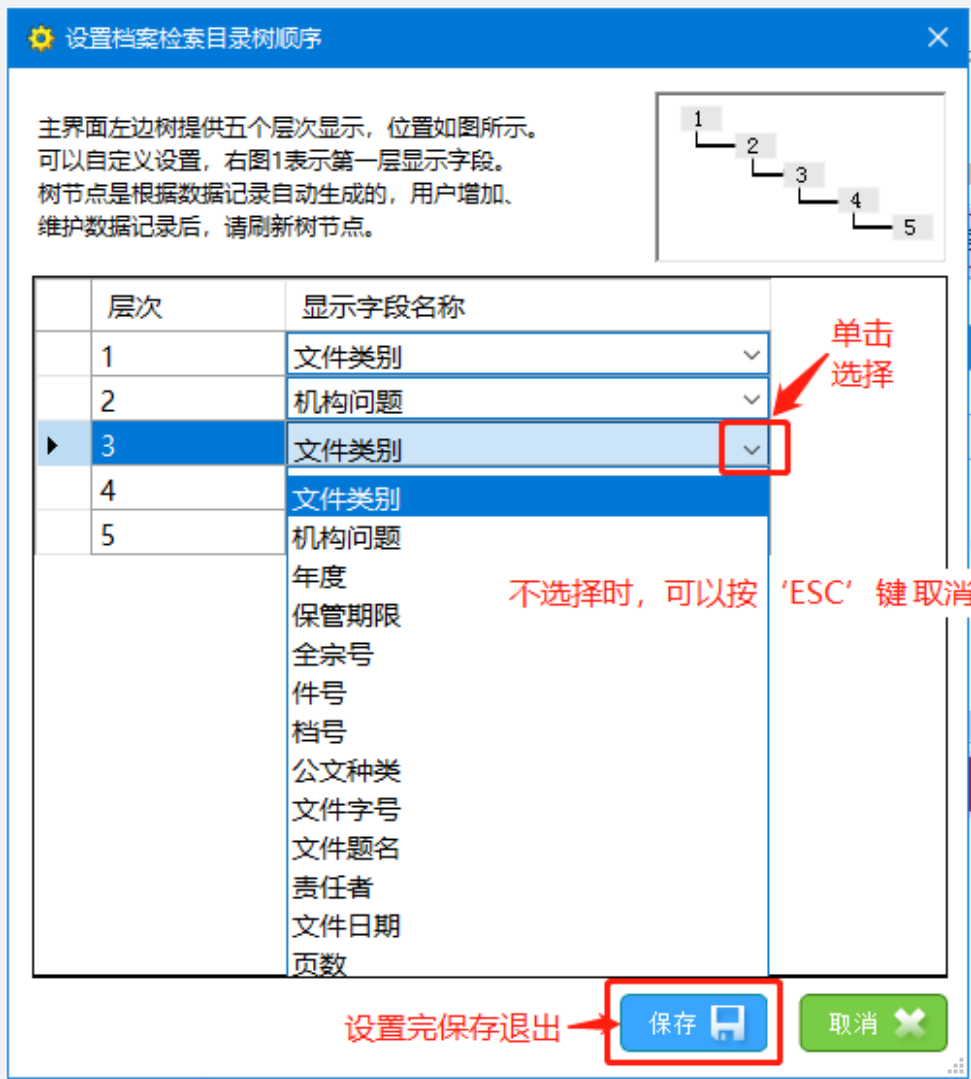 设置档案检索目录树顺序
主界面左边树提供五个层次显示，位置如图所示。
可以自定义设置，右图1表示第一层显示字段。
树节点是根据数据记录自动生成的，用户增加、
维护数据记录后，请刷新树节点。
1
2
3
4
5
层次 显示字段名称
1 文件类别
2 机构问题
3 文件类别
4
5
单击
选择
文件类别
机构问题
年度
保管期限
全宗号
件号
档号
公文种类
文件字号
文件题名
责任者
文件日期
页数
不选择时，可以按‘ESC’键取消
设置完保存退出
保存
取消